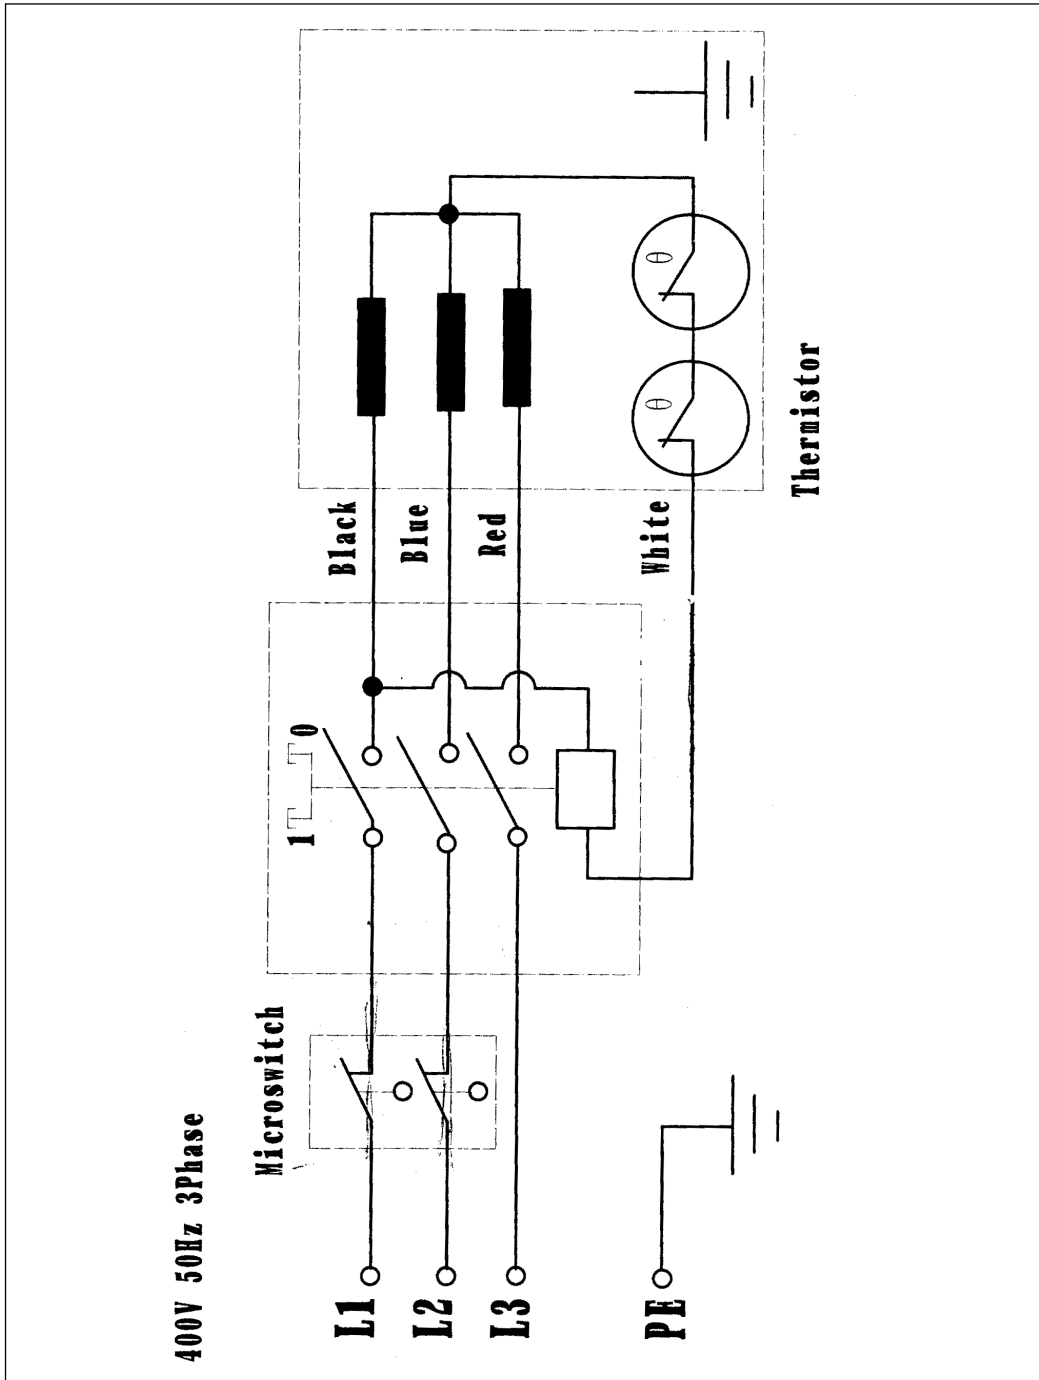 400V 50Hz 3Phase
L1
L2
L3
PE
Microswitch
1
0
Black
Blue
Red
White
θ
θ
Thermistor